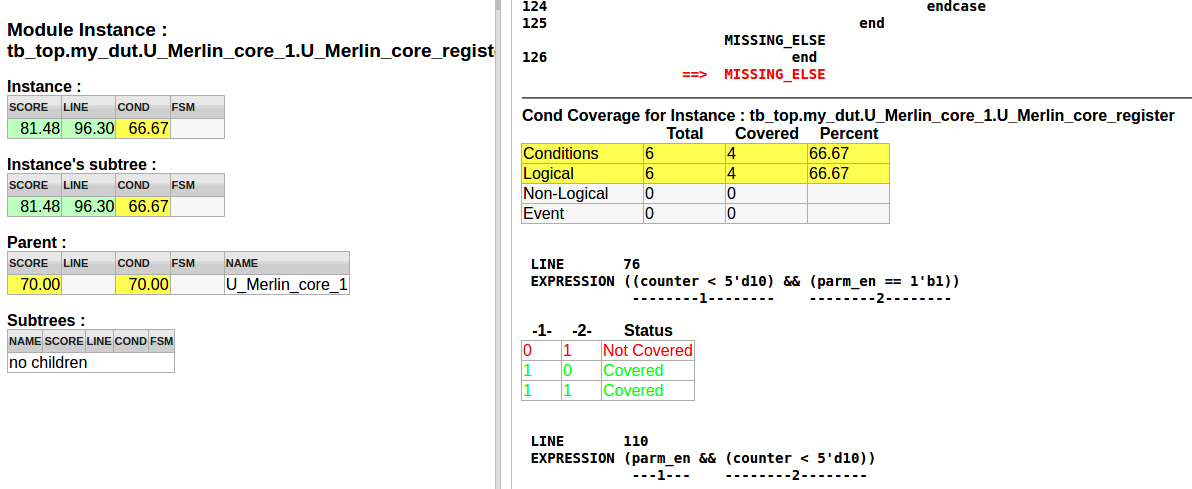 Module Instance :
tb_top.my_dut.U_Merlin_core_1.U_Merlin_core_regist
Instance :
SCORE LINE COND FSM
81.48 96.30 66.67
Instance's subtree :
SCORE LINE COND FSM
81.48 96.30 66.67
Parent :
SCORE LINE COND FSM NAME
70.00 70.00 U_Merlin_core_1
Subtrees :
NAME SCORE LINE COND FSM
no children
124 endcase
125 end
MISSING_ELSE
126 end
==> MISSING_ELSE
Cond Coverage for Instance : tb_top.my_dut.U_Merlin_core_1.U_Merlin_core_register
Total Covered Percent
Conditions 6 4 66.67
Logical 6 4 66.67
Non-Logical 0 0
Event 0 0
LINE 76
EXPRESSION ((counter < 5'd10) && (parm_en == 1'b1))
--------1-------- --------2--------
-1- -2- Status
0 1 Not Covered
1 0 Covered
1 1 Covered
LINE 110
EXPRESSION (parm_en && (counter < 5'd10))
---1--- --------2--------